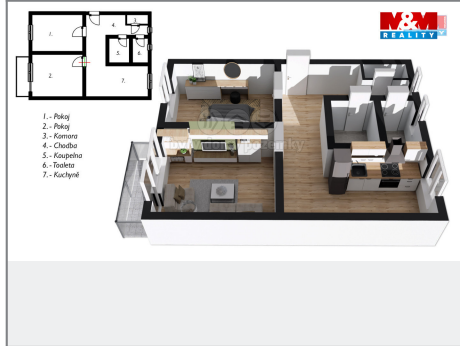 M&M
REALITY
1.
2.
3.
4.
5.
6.
7.
1. - Pokoj
2. - Pokoj
3. - Komora
4. - Chodba
5. - Koupelna
6. - Toaleta
7. - Kuchyně